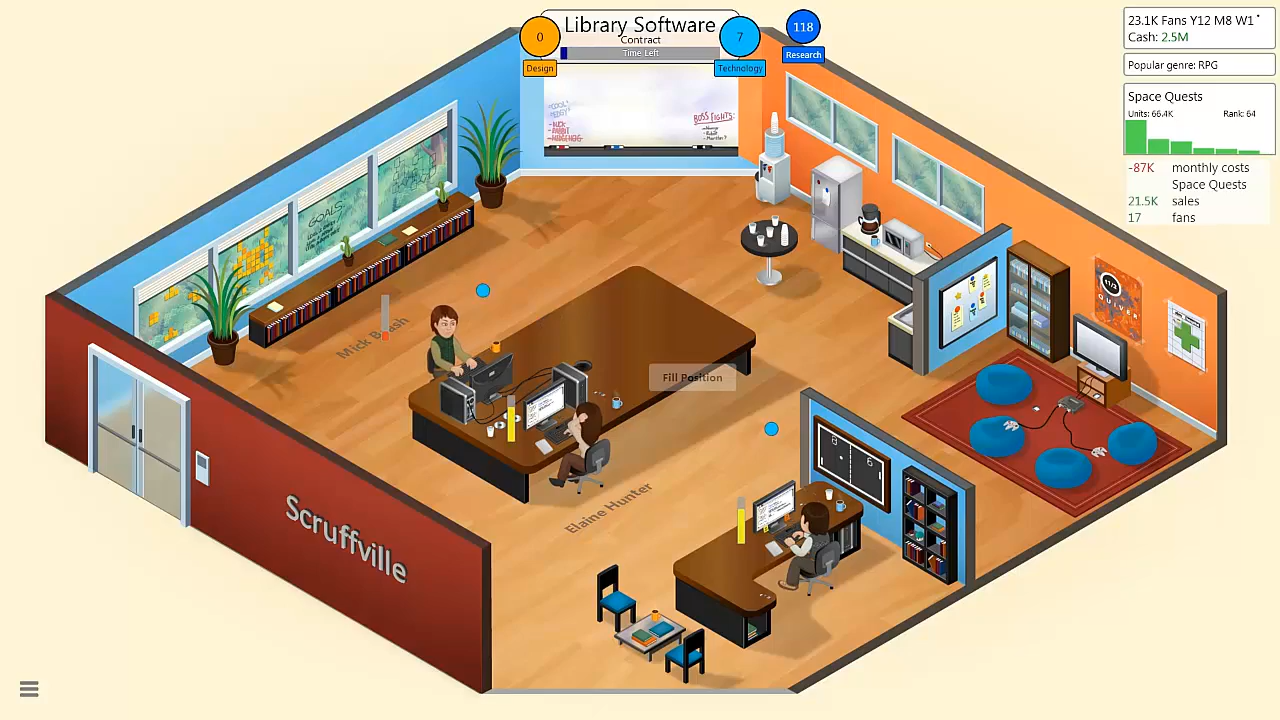 0
Library Software
Contract
Time Left
7
118
Design
Technology
Research
23.1K Fans Y12 M8 W1
Cash: 2.5M
Popular genre: RPG
Space Quests
Units: 66.4K
Rank: 64
-87K monthly costs
Space Quests
21.5K sales
17 fans
BOSS FIGHTS:
GOALS:
QUIVER
Fill Position
Elaine Hunter
Scruffville